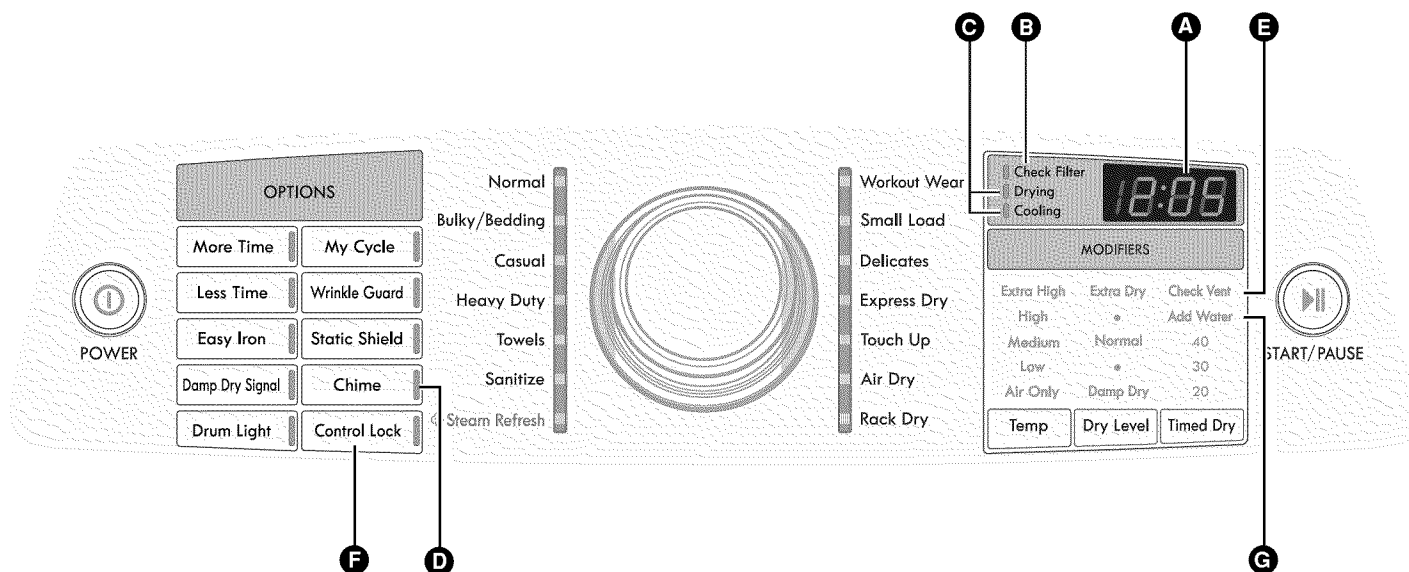 C B A E
OPTIONS
More Time My Cycle
Less Time Wrinkle Guard
Easy Iron Static Shield
Damp Dry Signal Chime
Drum Light Control Lock
POWER
Normal
Bulky/Bedding
Casual
Heavy Duty
Towels
Sanitize
Steam Refresh
Workout Wear
Small Load
Delicates
Express Dry
Touch Up
Air Dry
Rack Dry
Check Filter
Drying
Cooling
18:08
MODIFIERS
Extra High Extra Dry Check Vent
High • Add Water
Medium Normal 40
Low • 30
Air Only Damp Dry 20
Temp Dry Level Timed Dry
START/PAUSE
F D G